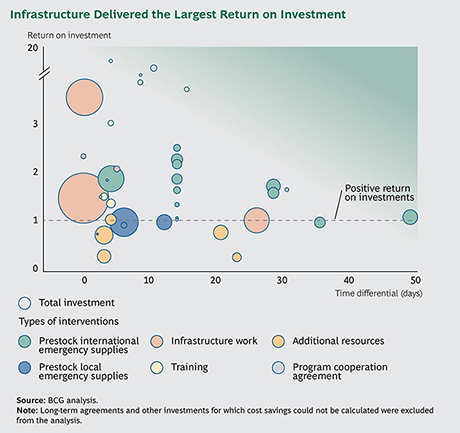 Infrastructure Delivered the Largest Return on Investment
Return on investment
20
3
2
Positive return
on investments
1
0
0
10
20
30
40
50
Time differential (days)
Total investment
Types of interventions
Prestock international
emergency supplies
Infrastructure work
Additional resources
Prestock local
emergency supplies
Training
Program cooperation
agreement
Source: BCG analysis.
Note: Long-term agreements and other investments for which cost savings could not be calculated were excluded
from the analysis.